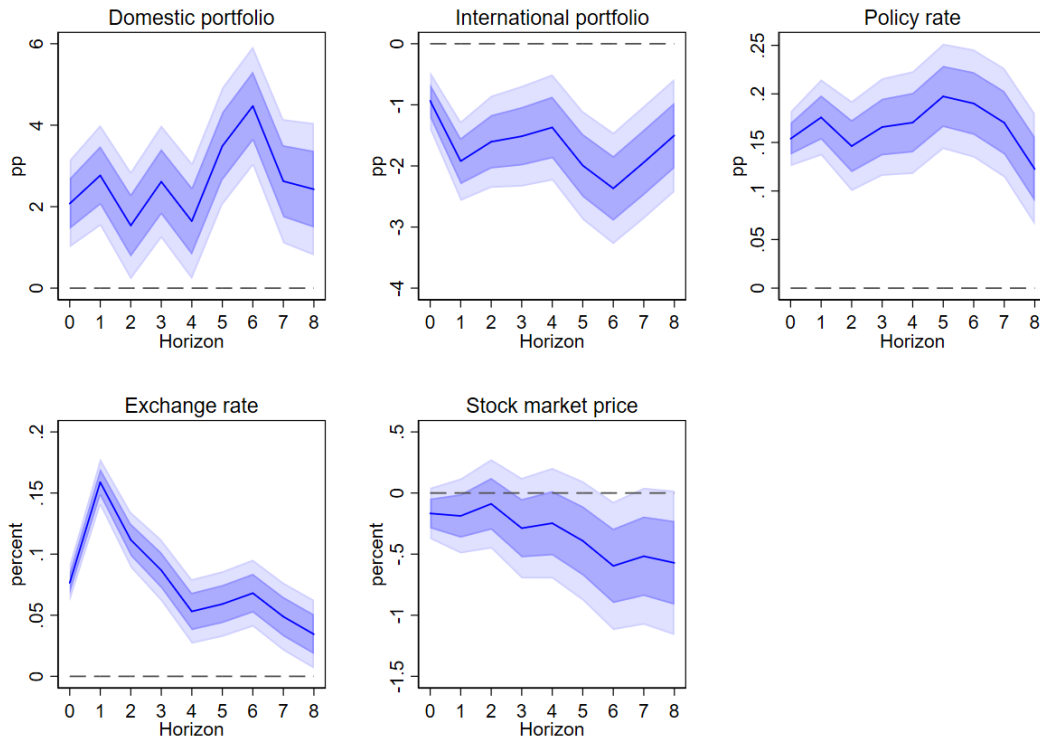 Domestic portfolio
pp
6
4
2
0
0 1 2 3 4 5 6 7 8
Horizon
International portfolio
pp
0
-1
-2
-3
-4
0 1 2 3 4 5 6 7 8
Horizon
Policy rate
pp
.25
.2
.15
.1
.05
0
0 1 2 3 4 5 6 7 8
Horizon
Exchange rate
percent
.2
.15
.1
.05
0
0 1 2 3 4 5 6 7 8
Horizon
Stock market price
percent
.5
0
-.5
-1
-1.5
0 1 2 3 4 5 6 7 8
Horizon